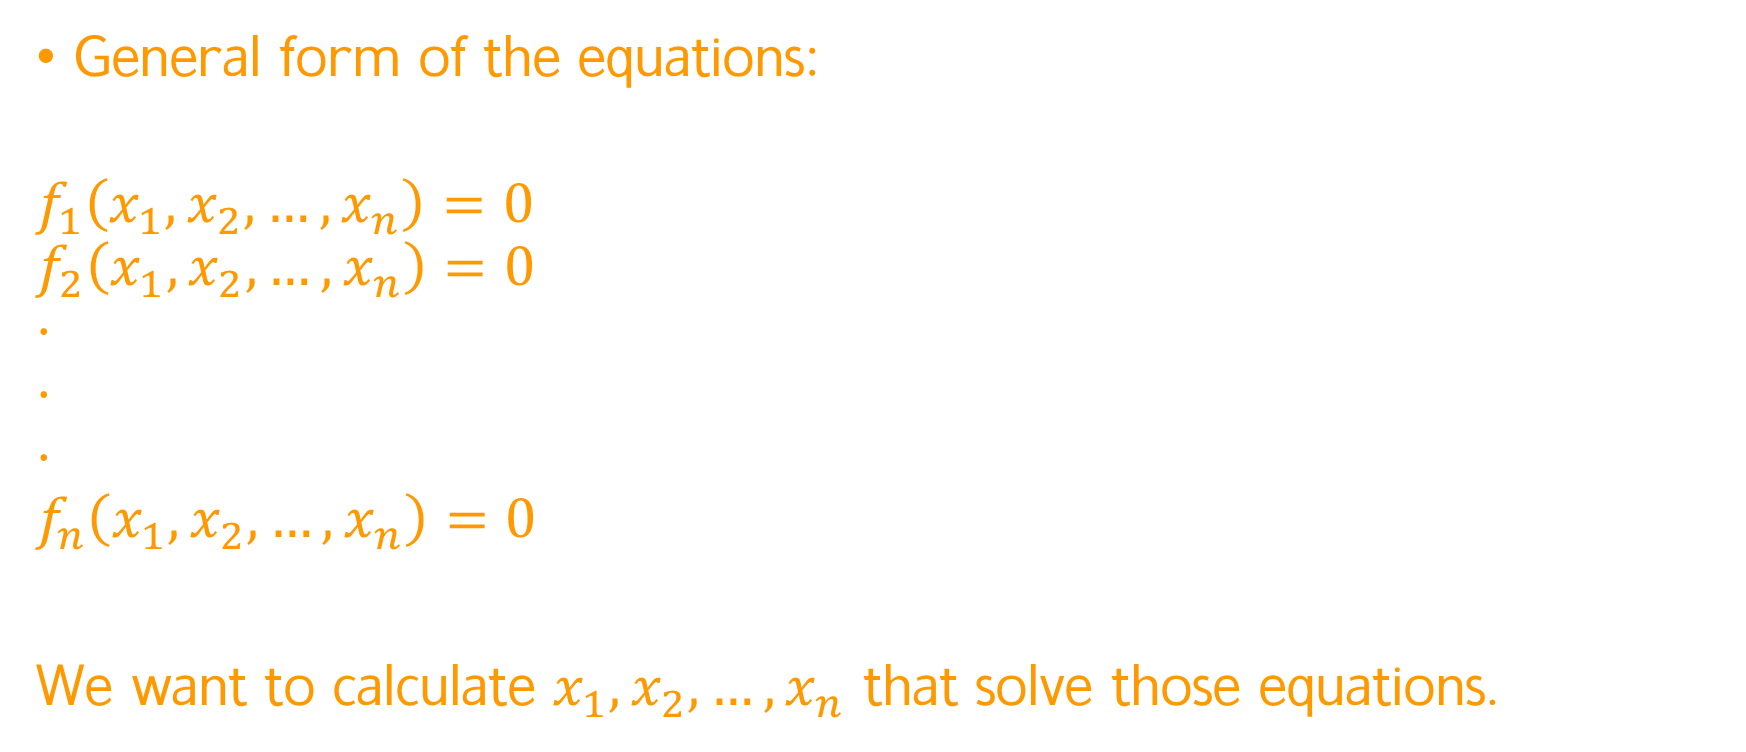 • General form of the equations:
𝑓₁(𝑥₁, 𝑥₂, … , 𝑥ₙ) = 0
𝑓₂(𝑥₁, 𝑥₂, … , 𝑥ₙ) = 0
.
.
.
𝑓ₙ(𝑥₁, 𝑥₂, … , 𝑥ₙ) = 0
We want to calculate 𝑥₁, 𝑥₂, … , 𝑥ₙ that solve those equations.